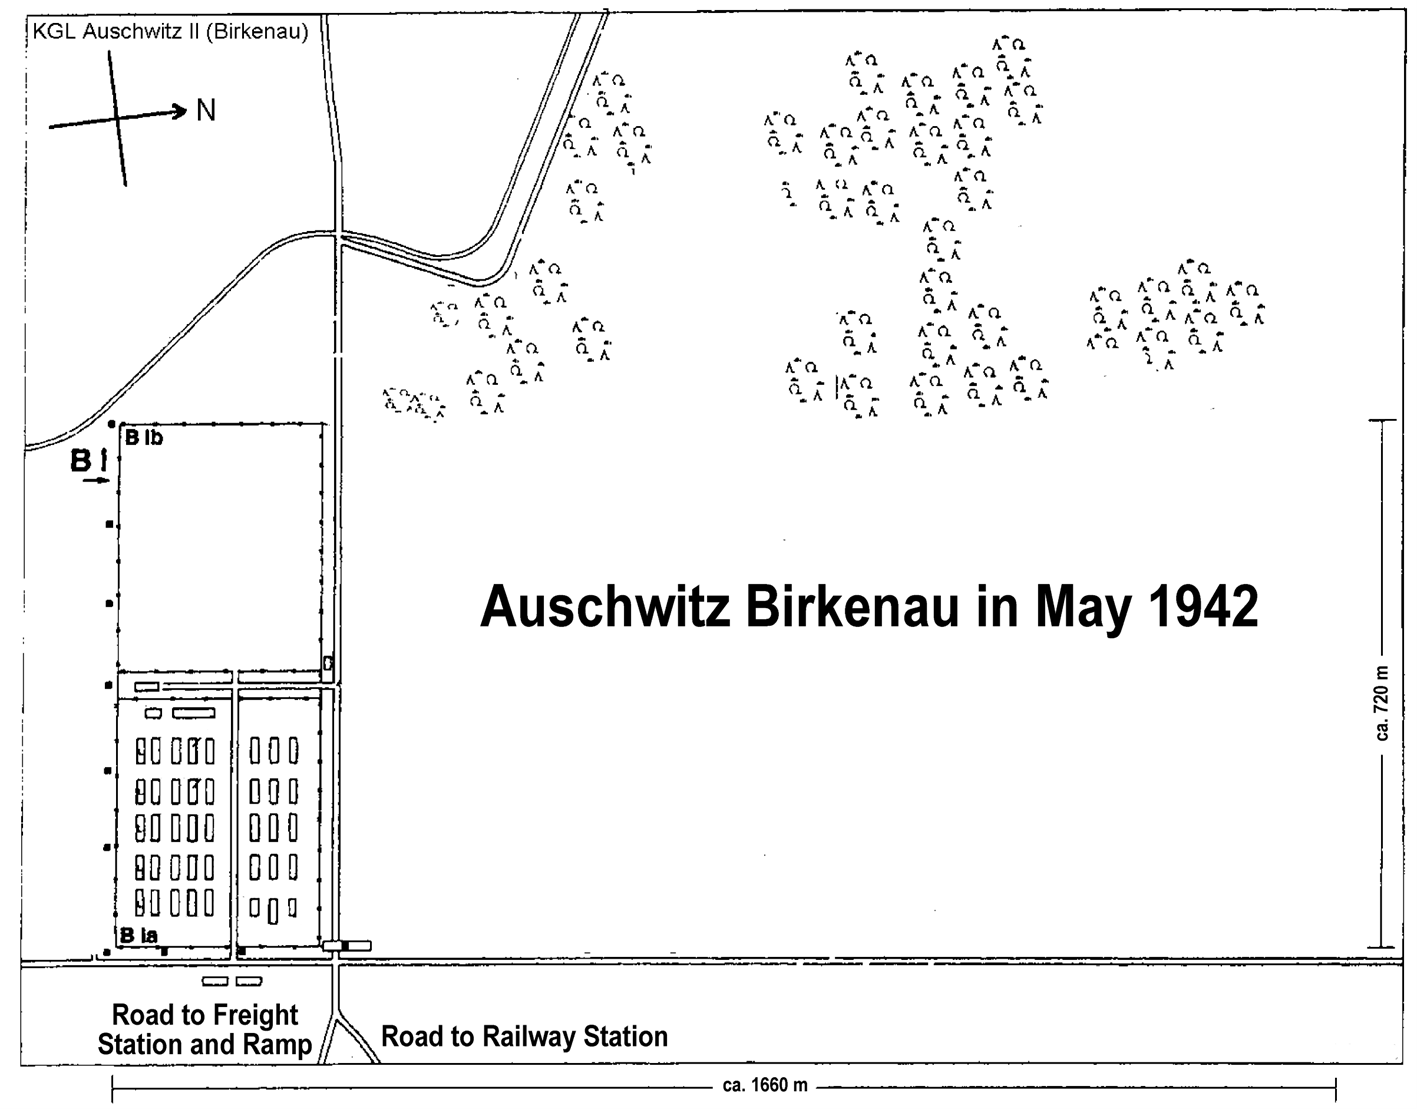 KGL Auschwitz II (Birkenau)
N
B Ib
B I
Auschwitz Birkenau in May 1942
ca. 720 m
B Ia
Road to Freight
Station and Ramp
Road to Railway Station
ca. 1660 m